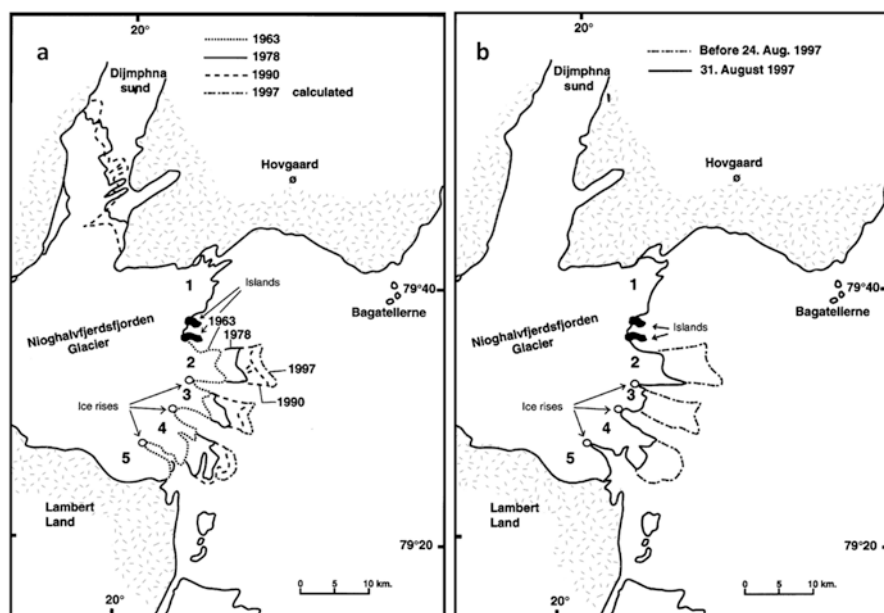 a
20°
1963
1978
1990
1997 calculated
Dijmphna
sund
Hovgaard
ø
1
Islands
79°40
Bagatellerne
Nioghalvfjerdsfjorden
Glacier
1963
1978
2
1997
1990
3
Ice rises
4
5
Lambert
Land
79°20
0 5 10 km.
20°
b
20°
Before 24. Aug. 1997
31. August 1997
Dijmphna
sund
Hovgaard
ø
1
79°40
Bagatellerne
Islands
Nioghalvfjerdsfjorden
Glacier
2
3
Ice rises
4
5
Lambert
Land
79°20
0 5 10 km.
20°